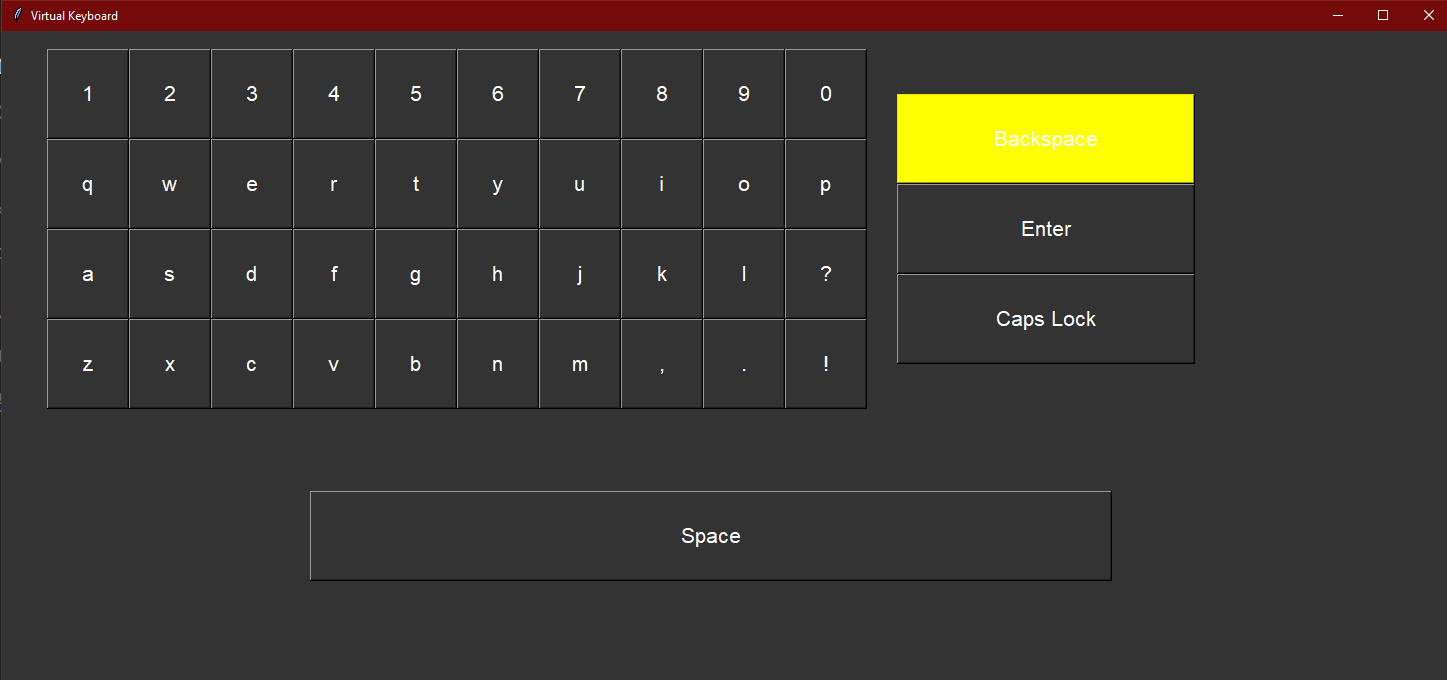 Virtual Keyboard
1 2 3 4 5 6 7 8 9 0
q w e r t y u i o p
a s d f g h j k l ?
z x c v b n m , . !
Backspace
Enter
Caps Lock
Space